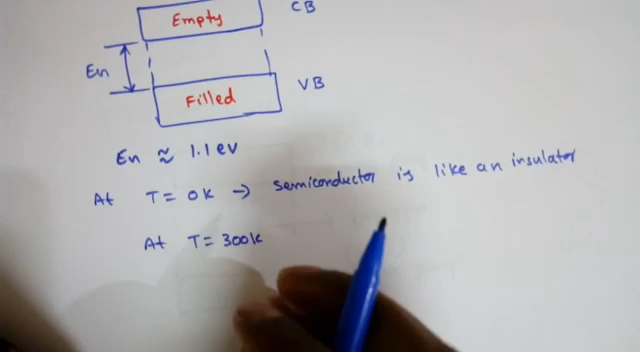 Empty CB
En
Filled VB
En ≈ 1.1 eV
At T = 0K → semiconductor is like an insulator
At T = 300K